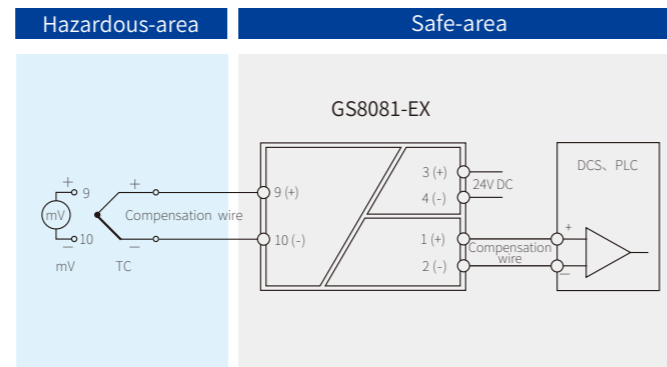 Hazardous-area
Safe-area
GS8081-EX
DCS、PLC
3 (+)
24V DC
4 (-)
+ 9
mV
10
−
mV
+
Compensation wire
−
TC
9 (+)
10 (-)
1 (+)
2 (-)
Compensation
wire
+
−